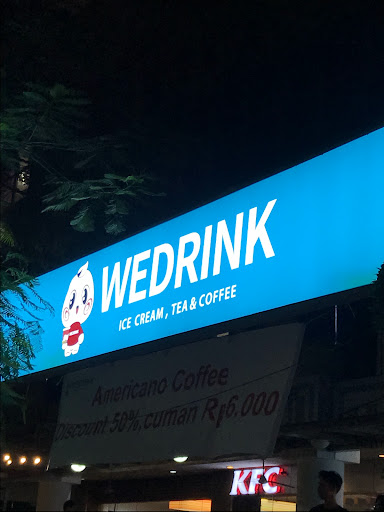 WEDRINK
ICE CREAM, TEA & COFFEE
Americano Coffee
Discount 50%, cuman Rp6.000
KFC